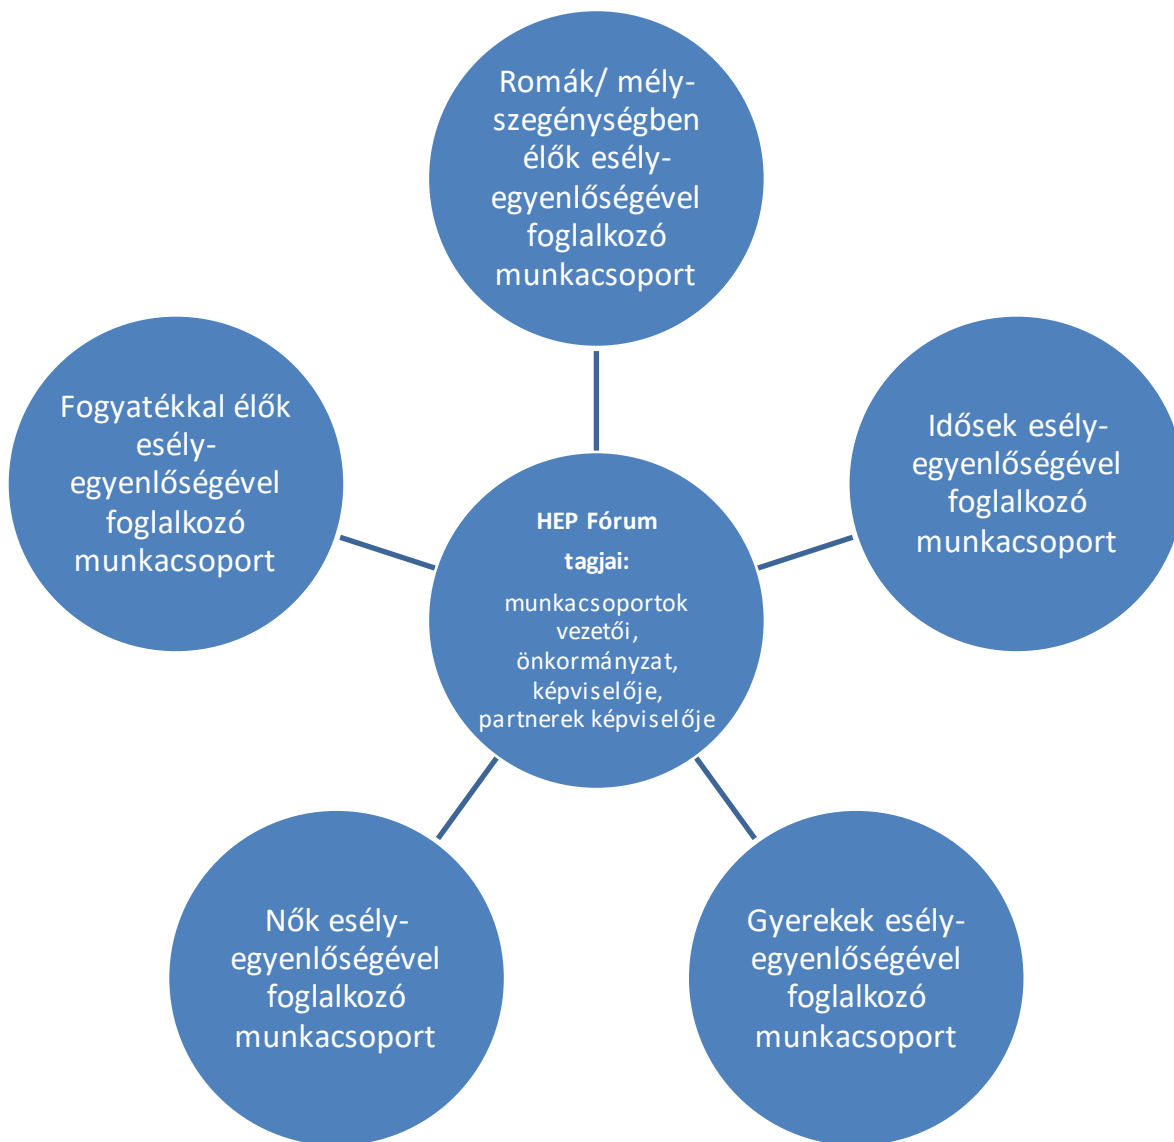 Romák/ mély-
szegénységben
élők esély-
egyenlőségével
foglalkozó
munkacsoport
Fogyatékkal élők
esély-
egyenlőségével
foglalkozó
munkacsoport
Idősek esély-
egyenlőségével
foglalkozó
munkacsoport
HEP Fórum
tagjai:
munkacsoportok
vezetői,
önkormányzat,
képviselője,
partnerek képviselője
Nők esély-
egyenlőségével
foglalkozó
munkacsoport
Gyerekek esély-
egyenlőségével
foglalkozó
munkacsoport